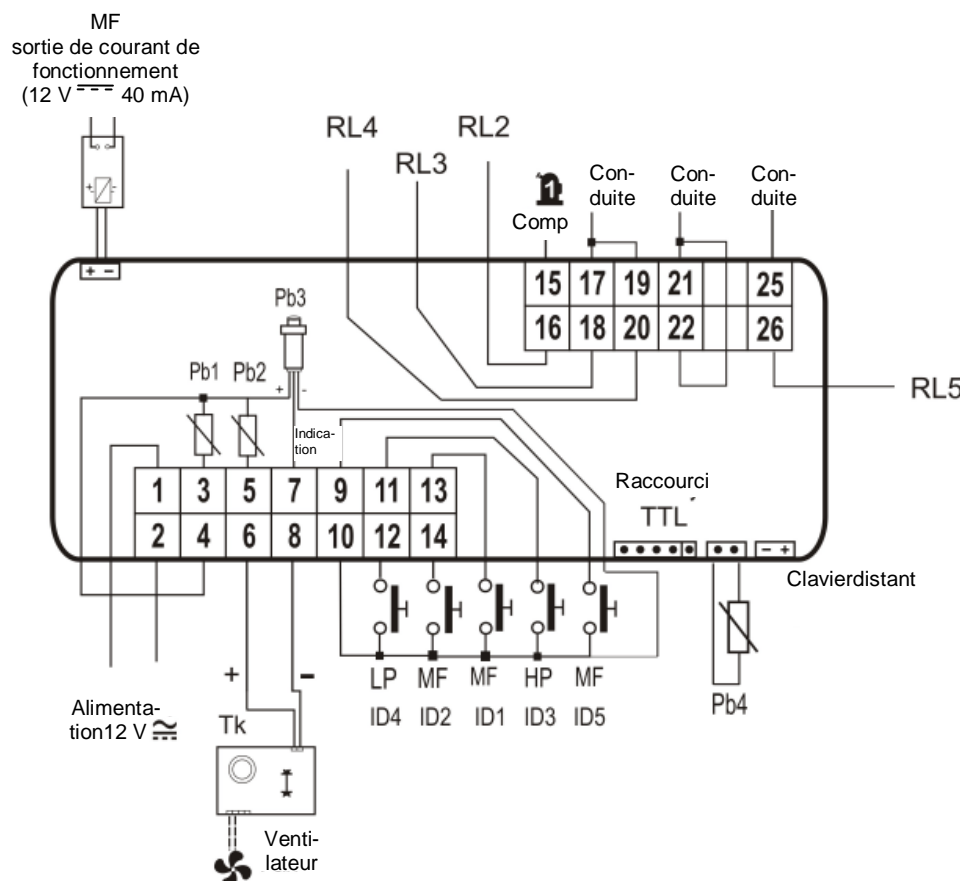 MF
sortie de courant de
fonctionnement
(12 V 40 mA)
+ -
RL4
RL3
RL2
1
Comp
Con-
duite
Con-
duite
Con-
duite
15 17 19 21 25
16 18 20 22 26
RL5
+ -
Pb3
Pb1 Pb2
+ -
Indica-
tion
1 3 5 7 9 11 13
2 4 6 8 10 12 14
Raccourci
TTL
- +
Clavierdistant
Pb4
LP MF MF HP MF
ID4 ID2 ID1 ID3 ID5
+ -
Alimenta-
tion12 V
Tk
Venti-
lateur